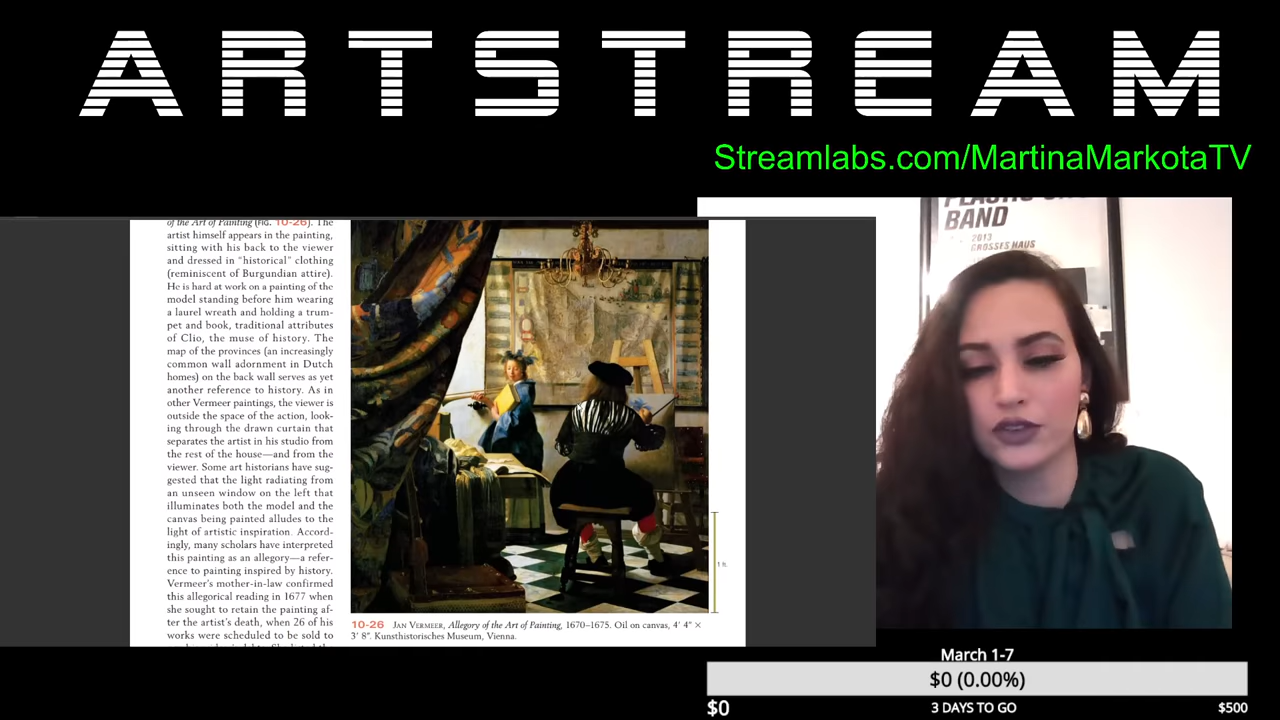 ARTSTREAM
Streamlabs.com/MartinaMarkotaTV
BAND
2013
GROSSES HAUS
of the Art of Painting (FIG. 10-26). The
artist himself appears in the painting,
sitting with his back to the viewer
and dressed in “historical” clothing
(reminiscent of Burgundian attire).
He is hard at work on a painting of the
model standing before him wearing
a laurel wreath and holding a trum-
pet and book, traditional attributes
of Clio, the muse of history. The
map of the provinces (an increasingly
common wall adornment in Dutch
homes) on the back wall serves as yet
another reference to history. As in
other Vermeer paintings, the viewer is
outside the space of the action, look-
ing through the drawn curtain that
separates the artist in his studio from
the rest of the house—and from the
viewer. Some art historians have sug-
gested that the light radiating from
an unseen window on the left that
illuminates both the model and the
canvas being painted alludes to the
light of artistic inspiration. Accord-
ingly, many scholars have interpreted
this painting as an allegory—a refer-
ence to painting inspired by history.
Vermeer’s mother-in-law confirmed
this allegorical reading in 1677 when
she sought to retain the painting af-
ter the artist’s death, when 26 of his
works were scheduled to be sold to
1 ft.
10-26 JAN VERMEER, Allegory of the Art of Painting, 1670–1675. Oil on canvas, 4′ 4″ ×
3′ 8″. Kunsthistorisches Museum, Vienna.
March 1-7
$0 (0.00%)
$0
3 DAYS TO GO
$500